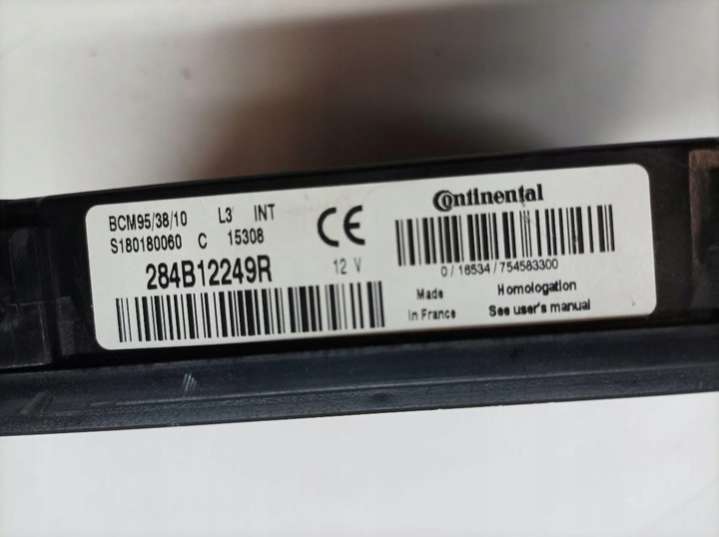 BCM95/38/10 L3 INT
S180180060 C 15308
CE
284B12249R
12 V
Continental
0/16534/754583300
Made
In France
Homologation
See user's manual